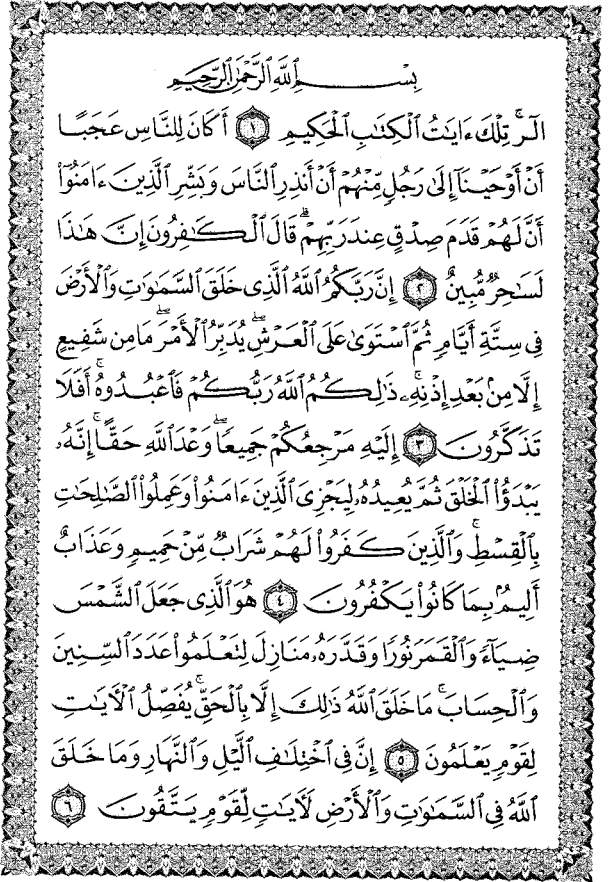 بِسۡمِ ٱللَّهِ ٱلرَّحۡمَٰنِ ٱلرَّحِيمِ
الٓرۚ تِلۡكَ ءَايَٰتُ ٱلۡكِتَٰبِ ٱلۡحَكِيمِ ١ أَكَانَ لِلنَّاسِ عَجَبًا
أَنۡ أَوۡحَيۡنَآ إِلَىٰ رَجُلٖ مِّنۡهُمۡ أَنۡ أَنذِرِ ٱلنَّاسَ وَبَشِّرِ ٱلَّذِينَ ءَامَنُوٓاْ
أَنَّ لَهُمۡ قَدَمَ صِدۡقٍ عِندَ رَبِّهِمۡۗ قَالَ ٱلۡكَٰفِرُونَ إِنَّ هَٰذَا
لَسَٰحِرٞ مُّبِينٌ ٢ إِنَّ رَبَّكُمُ ٱللَّهُ ٱلَّذِي خَلَقَ ٱلسَّمَٰوَٰتِ وَٱلۡأَرۡضَ
فِي سِتَّةِ أَيَّامٖ ثُمَّ ٱسۡتَوَىٰ عَلَى ٱلۡعَرۡشِۖ يُدَبِّرُ ٱلۡأَمۡرَۖ مَا مِن شَفِيعٍ
إِلَّا مِنۢ بَعۡدِ إِذۡنِهِۦۚ ذَٰلِكُمُ ٱللَّهُ رَبُّكُمۡ فَٱعۡبُدُوهُۚ أَفَلَا
تَذَكَّرُونَ ٣ إِلَيۡهِ مَرۡجِعُكُمۡ جَمِيعٗاۖ وَعۡدَ ٱللَّهِ حَقًّاۚ إِنَّهُۥ
يَبۡدَؤُاْ ٱلۡخَلۡقَ ثُمَّ يُعِيدُهُۥ لِيَجۡزِيَ ٱلَّذِينَ ءَامَنُواْ وَعَمِلُواْ ٱلصَّٰلِحَٰتِ
بِٱلۡقِسۡطِۚ وَٱلَّذِينَ كَفَرُواْ لَهُمۡ شَرَابٞ مِّنۡ حَمِيمٖ وَعَذَابٌ
أَلِيمُۢ بِمَا كَانُواْ يَكۡفُرُونَ ٤ هُوَ ٱلَّذِي جَعَلَ ٱلشَّمۡسَ
ضِيَآءٗ وَٱلۡقَمَرَ نُورٗا وَقَدَّرَهُۥ مَنَازِلَ لِتَعۡلَمُواْ عَدَدَ ٱلسِّنِينَ
وَٱلۡحِسَابَۚ مَا خَلَقَ ٱللَّهُ ذَٰلِكَ إِلَّا بِٱلۡحَقِّۚ يُفَصِّلُ ٱلۡأٓيَٰتِ
لِقَوۡمٖ يَعۡلَمُونَ ٥ إِنَّ فِي ٱخۡتِلَٰفِ ٱلَّيۡلِ وَٱلنَّهَارِ وَمَا خَلَقَ
ٱللَّهُ فِي ٱلسَّمَٰوَٰتِ وَٱلۡأَرۡضِ لَأٓيَٰتٖ لِّقَوۡمٖ يَتَّقُونَ ٦